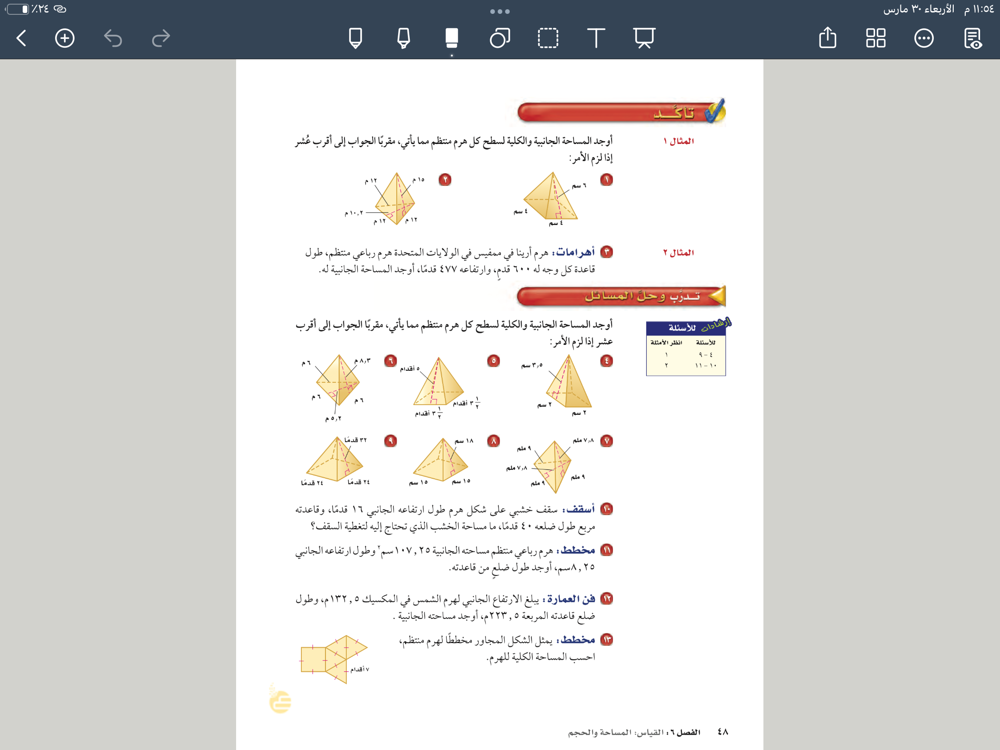 ١١:٥٤ م الأربعاء ٣٠ مارس
٪٢٤
تأكَّد
المثال ١
أوجد المساحة الجانبية والكلية لسطح كل هرم منتظم مما يأتي، مقربًا الجواب إلى أقرب عُشر
إذا لزم الأمر:
١
٦ سم
٤ سم
٤ سم
٢
١٥ م
١٢ م
١٠,٢ م
١٢ م
١٢ م
المثال ٢
٣ أهرامات: هرم أرينا في ممفيس في الولايات المتحدة هرم رباعي منتظم، طول
قاعدة كل وجه له ٦٠٠ قدمٍ، وارتفاعه ٤٧٧ قدمًا، أوجد المساحة الجانبية له.
تـدرَّب وحلَّ المسائل
إرشادات للأسئلة
للأسئلة انظر الأمثلة
٤ – ٩ ١
١٠ – ١١ ٢
أوجد المساحة الجانبية والكلية لسطح كل هرم منتظم مما يأتي، مقربًا الجواب إلى أقرب
عشر إذا لزم الأمر:
٤
٣,٥ سم
٢ سم
٢ سم
٥
٥ أقدام
٣ ١/٢ أقدام
٣ ١/٢ أقدام
٦
٨,٣ م
٦ م
٦ م
٦ م
٥,٢ م
٧
٧,٨ ملم
٩ ملم
٧,٨ ملم
٩ ملم
٩ ملم
٨
١٨ سم
١٥ سم
١٥ سم
٩
٣٢ قدمًا
٢٤ قدمًا
٢٤ قدمًا
١٠ أسقف: سقف خشبي على شكل هرم طول ارتفاعه الجانبي ١٦ قدمًا، وقاعدته
مربع طول ضلعه ٤٠ قدمًا، ما مساحة الخشب الذي تحتاج إليه لتغطية السقف؟
١١ مخطط: هرم رباعي منتظم مساحته الجانبية ١٠٧,٢٥سم٢ وطول ارتفاعه الجانبي
٨,٢٥سم، أوجد طول ضلعٍ من قاعدته.
١٢ فن العمارة: يبلغ الارتفاع الجانبي لهرم الشمس في المكسيك ١٣٢,٥م، وطول
ضلع قاعدته المربعة ٢٢٣,٥م، أوجد مساحته الجانبية .
١٣ مخطط: يمثل الشكل المجاور مخططًا لهرم منتظم،
احسب المساحة الكلية للهرم.
٧ أقدام
٤٨ الفصل ٦: القياس: المساحة والحجم